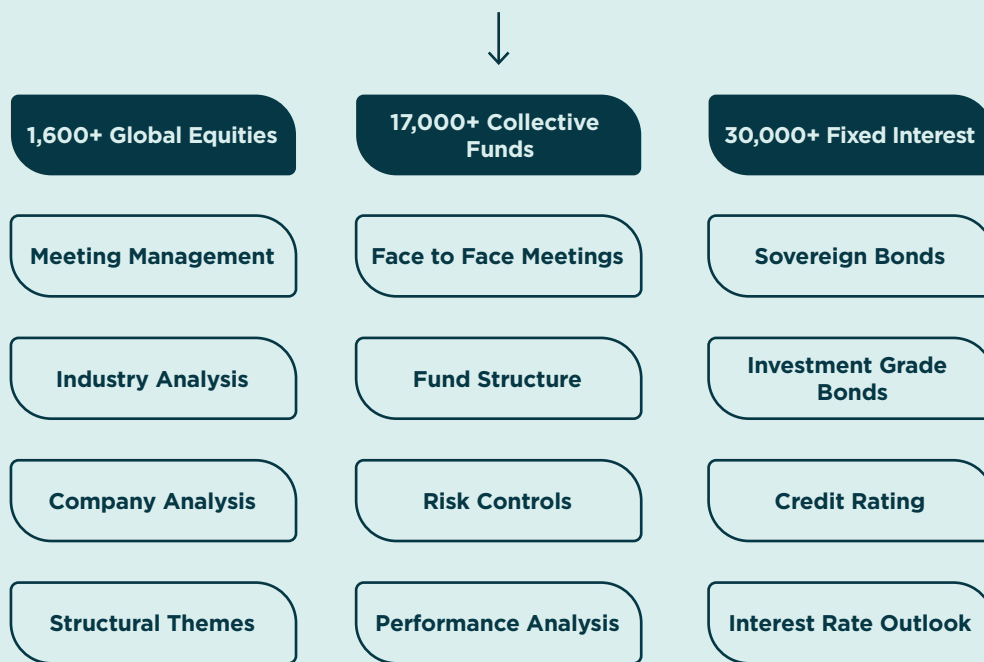 1,600+ Global Equities
17,000+ Collective
Funds
30,000+ Fixed Interest
Meeting Management
Face to Face Meetings
Sovereign Bonds
Industry Analysis
Fund Structure
Investment Grade
Bonds
Company Analysis
Risk Controls
Credit Rating
Structural Themes
Performance Analysis
Interest Rate Outlook